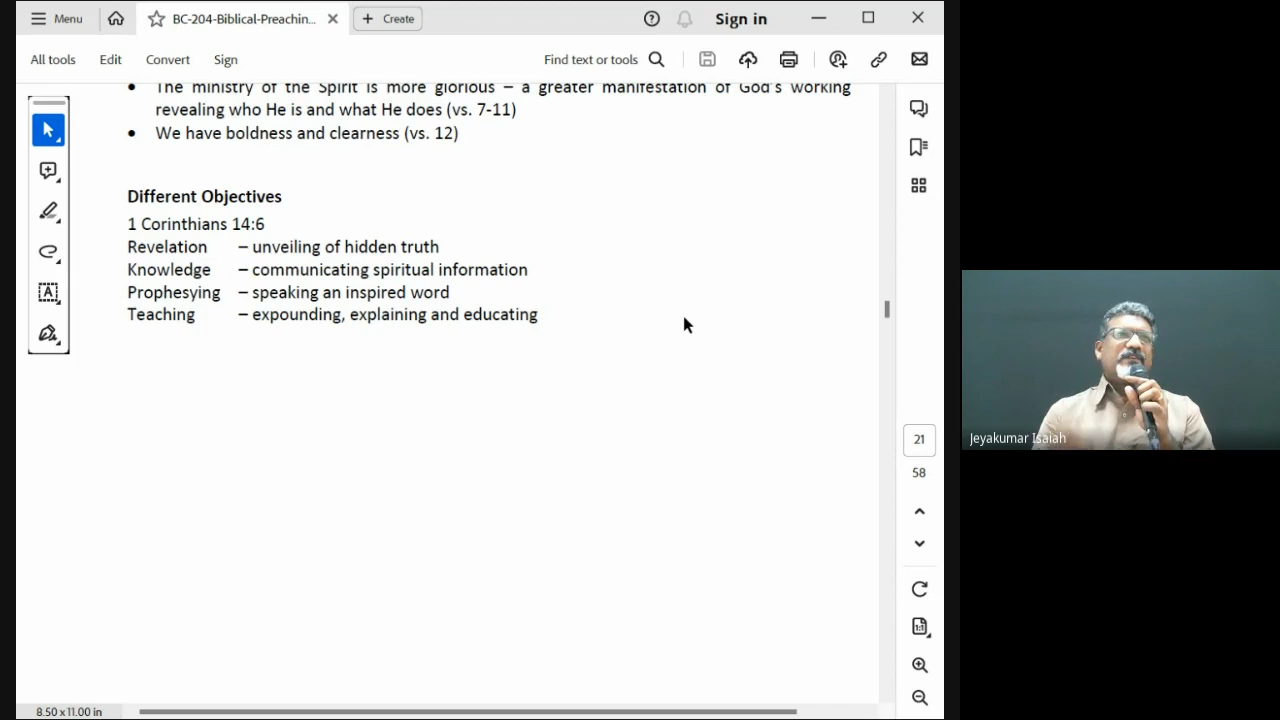 Menu
BC-204-Biblical-Preachin...
Create
Sign in
All tools
Edit
Convert
Sign
Find text or tools
• The ministry of the Spirit is more glorious – a greater manifestation of God's working
revealing who He is and what He does (vs. 7-11)
• We have boldness and clearness (vs. 12)
Different Objectives
1 Corinthians 14:6
Revelation – unveiling of hidden truth
Knowledge – communicating spiritual information
Prophesying – speaking an inspired word
Teaching – expounding, explaining and educating
21
58
8.50 x 11.00 in
Jeyakumar Isaiah